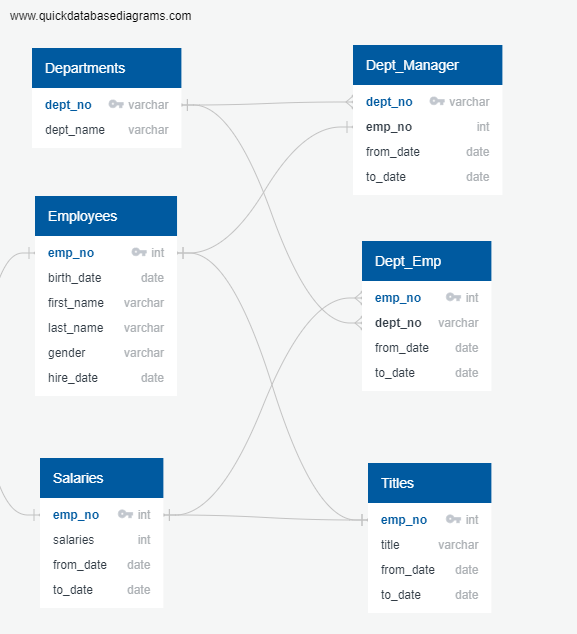 www.quickdatabasediagrams.com
Departments
dept_no varchar
dept_name varchar
Dept_Manager
dept_no varchar
emp_no int
from_date date
to_date date
Employees
emp_no int
birth_date date
first_name varchar
last_name varchar
gender varchar
hire_date date
Dept_Emp
emp_no int
dept_no varchar
from_date date
to_date date
Salaries
emp_no int
salaries int
from_date date
to_date date
Titles
emp_no int
title varchar
from_date date
to_date date